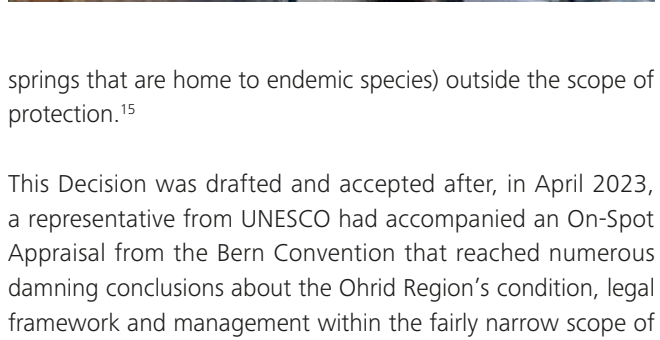 springs that are home to endemic species) outside the scope of
protection.¹⁵
This Decision was drafted and accepted after, in April 2023,
a representative from UNESCO had accompanied an On-Spot
Appraisal from the Bern Convention that reached numerous
damning conclusions about the Ohrid Region’s condition, legal
framework and management within the fairly narrow scope of